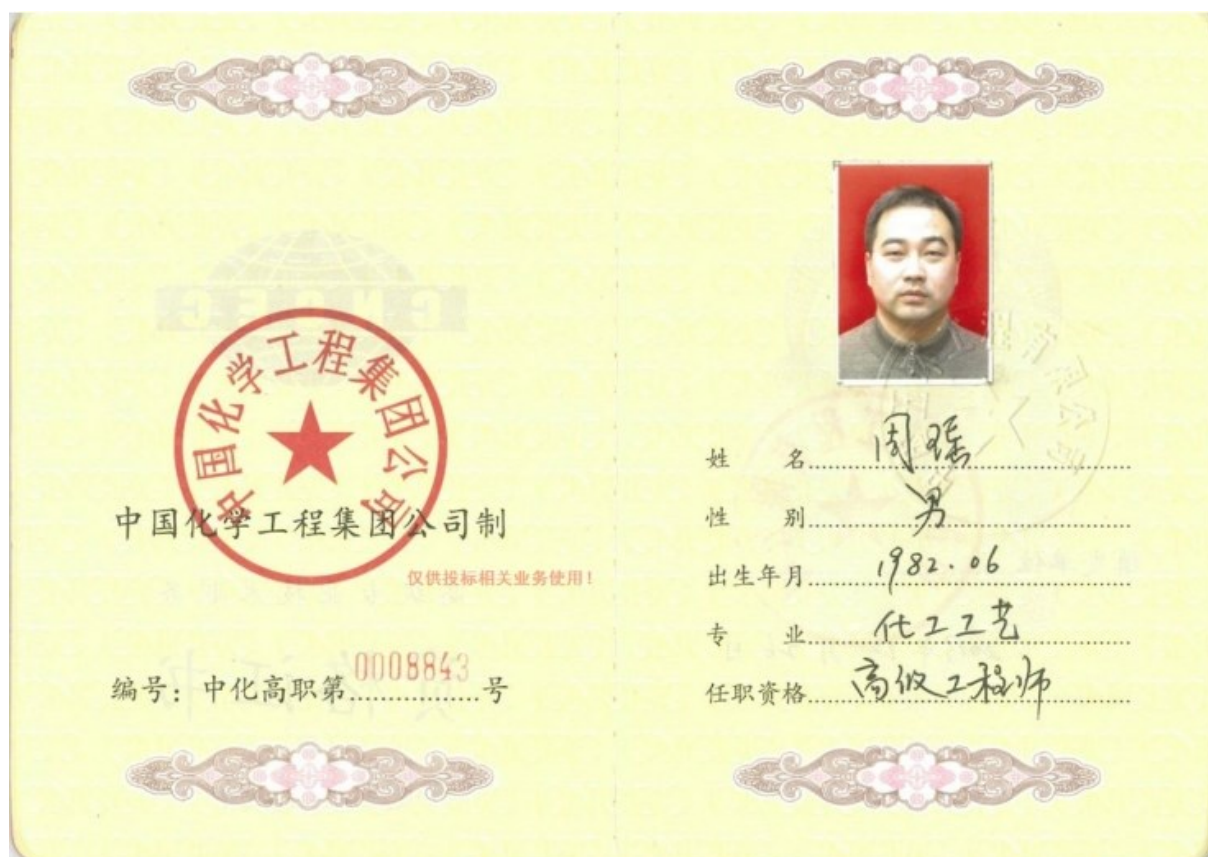 中国化学工程集团公司
中国化学工程集团公司制
仅供投标相关业务使用!
编号:中化高职第0008843号
姓 名 周瑶
性 别 男
出生年月 1982.06
专 业 化工工艺
任职资格 高级工程师